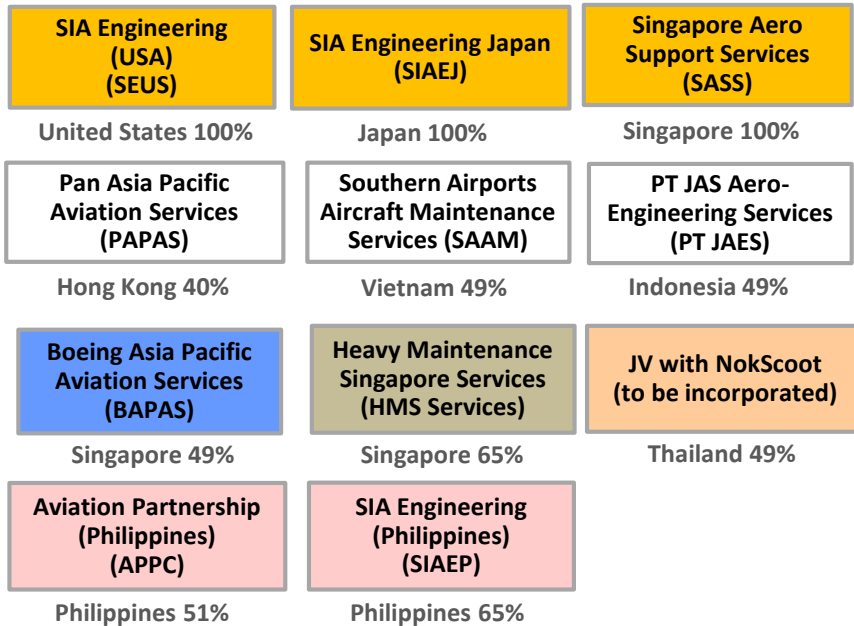 SIA Engineering
(USA)
(SEUS)
United States 100%
SIA Engineering Japan
(SIAEJ)
Japan 100%
Singapore Aero
Support Services
(SASS)
Singapore 100%
Pan Asia Pacific
Aviation Services
(PAPAS)
Hong Kong 40%
Southern Airports
Aircraft Maintenance
Services (SAAM)
Vietnam 49%
PT JAS Aero-
Engineering Services
(PT JAES)
Indonesia 49%
Boeing Asia Pacific
Aviation Services
(BAPAS)
Singapore 49%
Heavy Maintenance
Singapore Services
(HMS Services)
Singapore 65%
JV with NokScoot
(to be incorporated)
Thailand 49%
Aviation Partnership
(Philippines)
(APPC)
Philippines 51%
SIA Engineering
(Philippines)
(SIAEP)
Philippines 65%